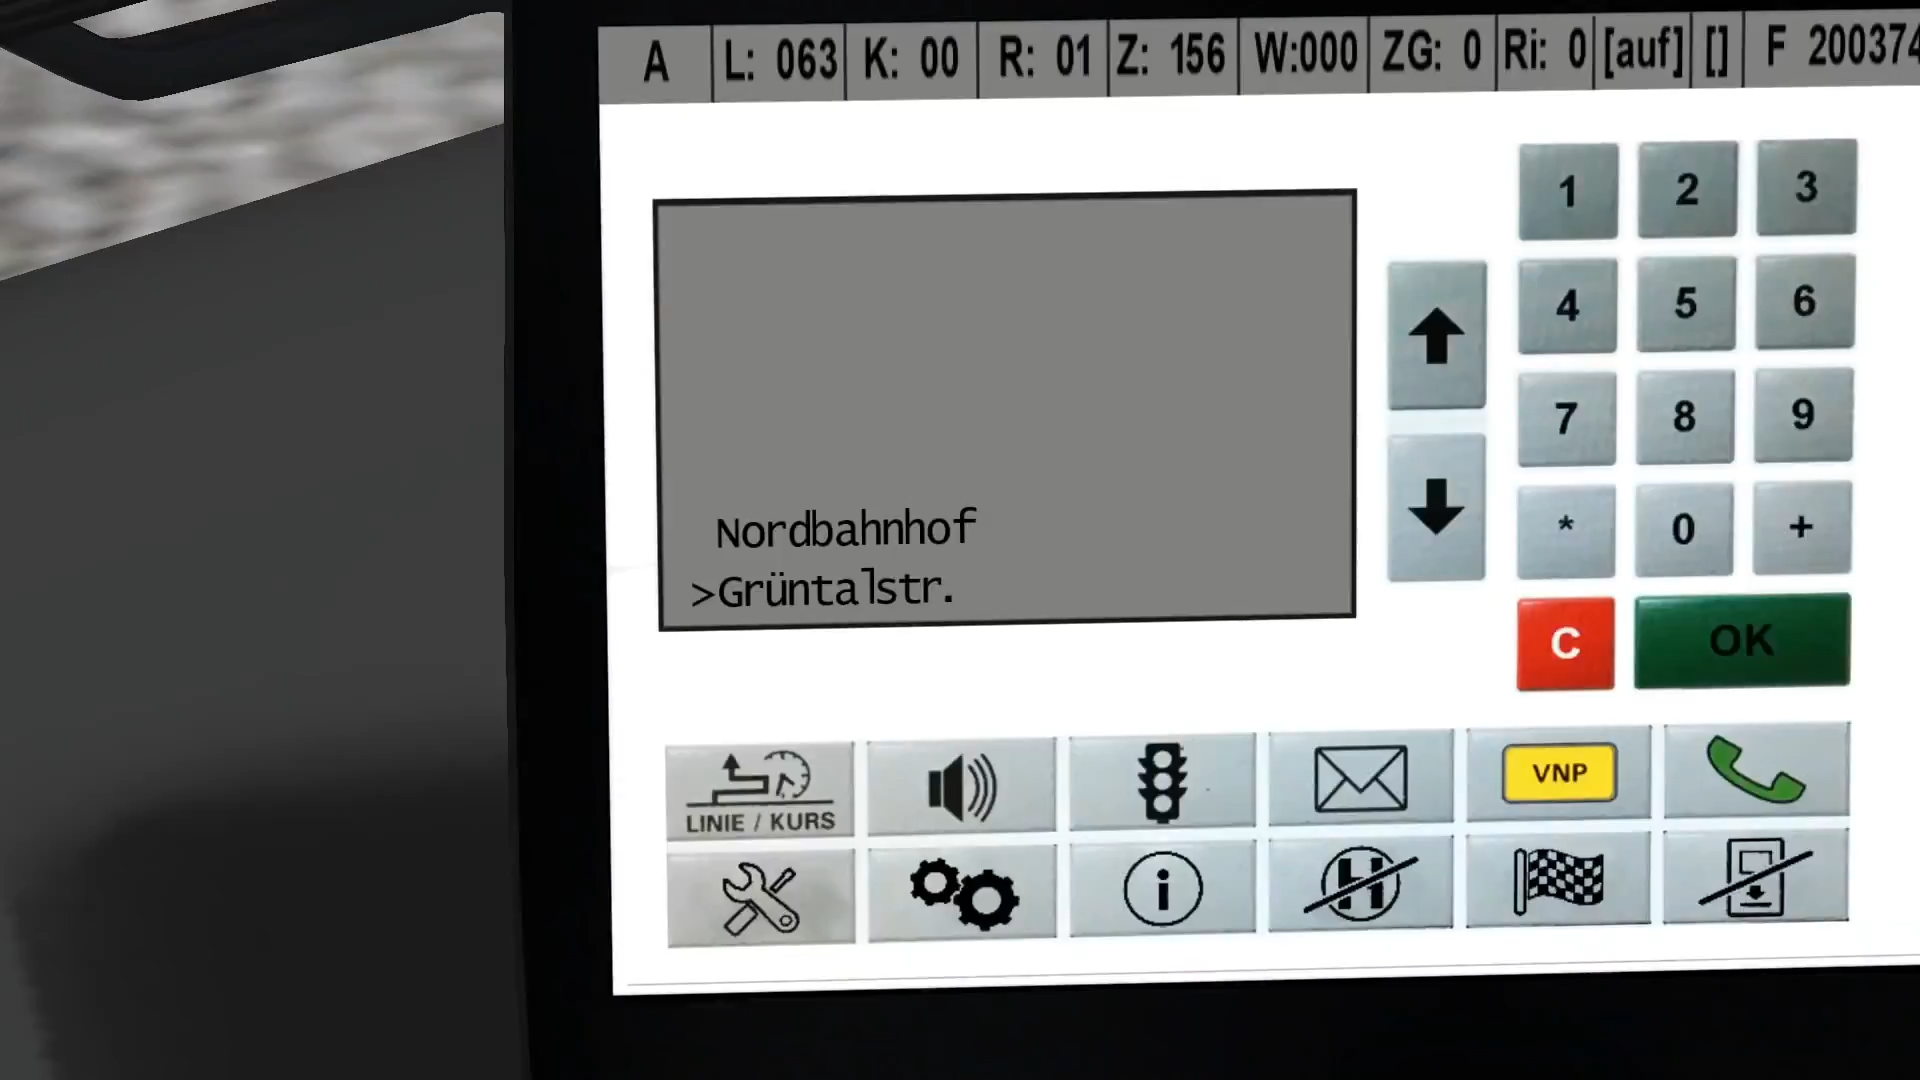 A L: 063 K: 00 R: 01 Z: 156 W:000 ZG: 0 Ri: 0 [auf] [] F 200374
1 2 3
4 5 6
7 8 9
* 0 +
C OK
Nordbahnhof
>Grüntalstr.
LINIE / KURS
VNP
i
H